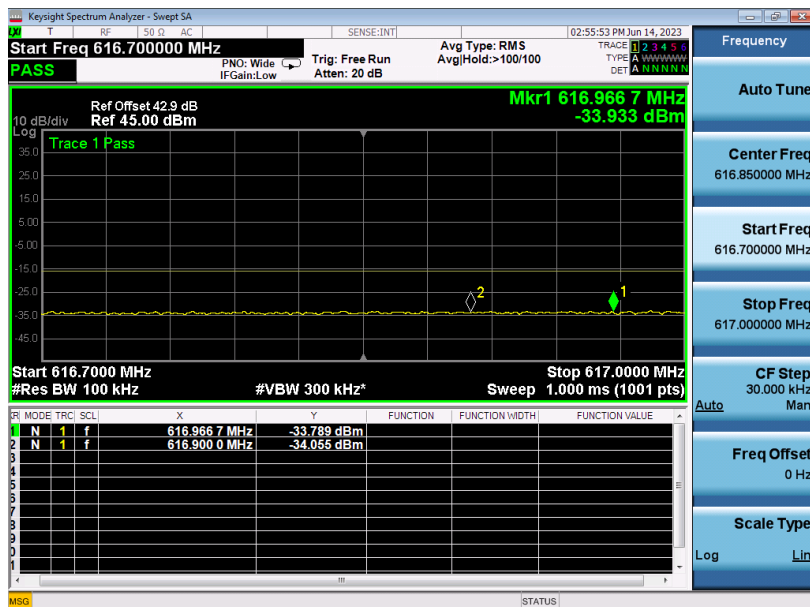 Keysight Spectrum Analyzer - Swept SA
LXI T RF 50 Ω AC SENSE:INT 02:55:53 PM Jun 14, 2023
Start Freq 616.700000 MHz
PASS
PNO: Wide
IFGain:Low
Trig: Free Run
Atten: 20 dB
Avg Type: RMS
Avg|Hold:>100/100
TRACE 1 2 3 4 5 6
TYPE A WWWWW
DET A N N N N N
Ref Offset 42.9 dB
10 dB/div Ref 45.00 dBm
Log
Mkr1 616.966 7 MHz
-33.933 dBm
Trace 1 Pass
35.0
25.0
15.0
5.00
-5.00
-15.0
-25.0
-35.0
-45.0
2
1
Start 616.7000 MHz Stop 617.0000 MHz
#Res BW 100 kHz #VBW 300 kHz* Sweep 1.000 ms (1001 pts)
KR MODE TRC SCL X Y FUNCTION FUNCTION WIDTH FUNCTION VALUE
1 N 1 f 616.966 7 MHz -33.789 dBm
2 N 1 f 616.900 0 MHz -34.055 dBm
3
4
5
6
7
8
9
0
1
MSG STATUS
Frequency
Auto Tune
Center Freq
616.850000 MHz
Start Freq
616.700000 MHz
Stop Freq
617.000000 MHz
CF Step
30.000 kHz
Auto Man
Freq Offset
0 Hz
Scale Type
Log Lin